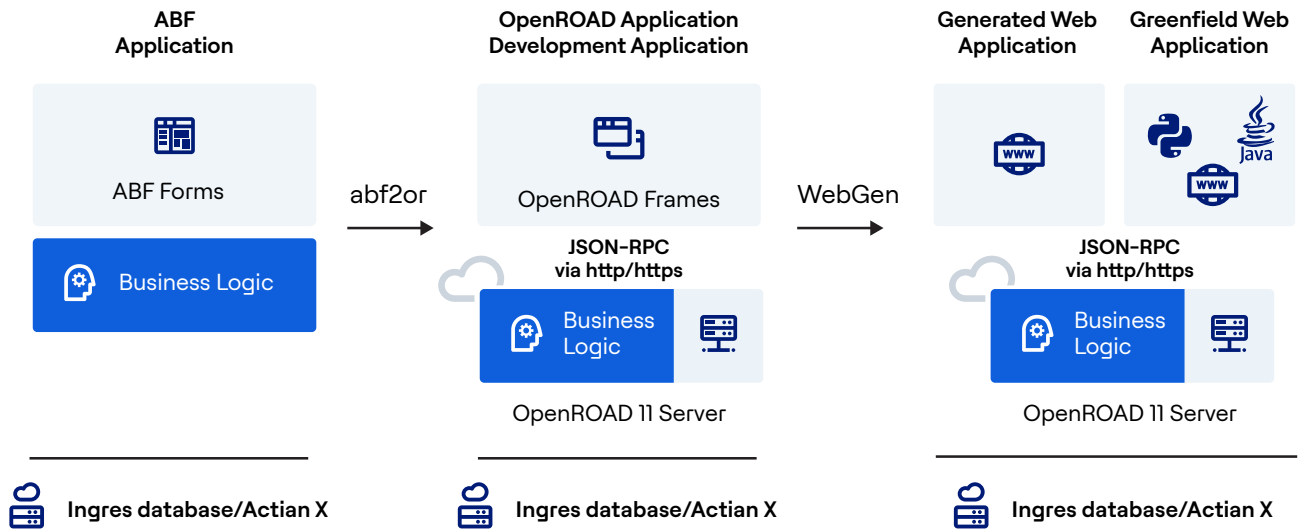 ABF
Application
ABF Forms
Business Logic
Ingres database/Actian X
abf2or
OpenROAD Application
Development Application
OpenROAD Frames
JSON-RPC
via http/https
Business
Logic
OpenROAD 11 Server
Ingres database/Actian X
WebGen
Generated Web
Application
WWW
Greenfield Web
Application
Java
WWW
JSON-RPC
via http/https
Business
Logic
OpenROAD 11 Server
Ingres database/Actian X